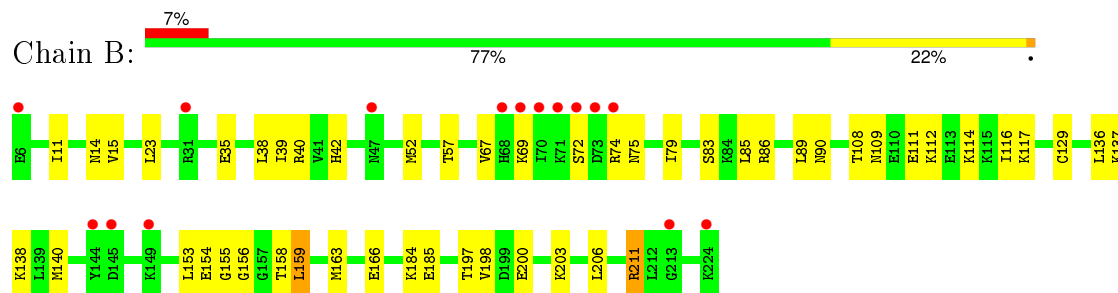 7%
Chain B:
77% 22% •
E6 I11 N14 V15 L23 R31 E35 L38 I39 R40 V41 H42 N47 M52 T57 V67 H68 K69 I70 K71 S72 D73 R74 N75 I79 S83 K84 L85 R86 L89 N90 T108 N109 E110 E111 K112 E113 K114 K115 I116 K117 C129 L136 K137
K138 L139 M140 Y144 D145 K149 L153 E154 G155 G156 G157 T158 L159 M163 E166 K184 E185 T197 V198 D199 E200 K203 L206 R211 L212 G213 K224